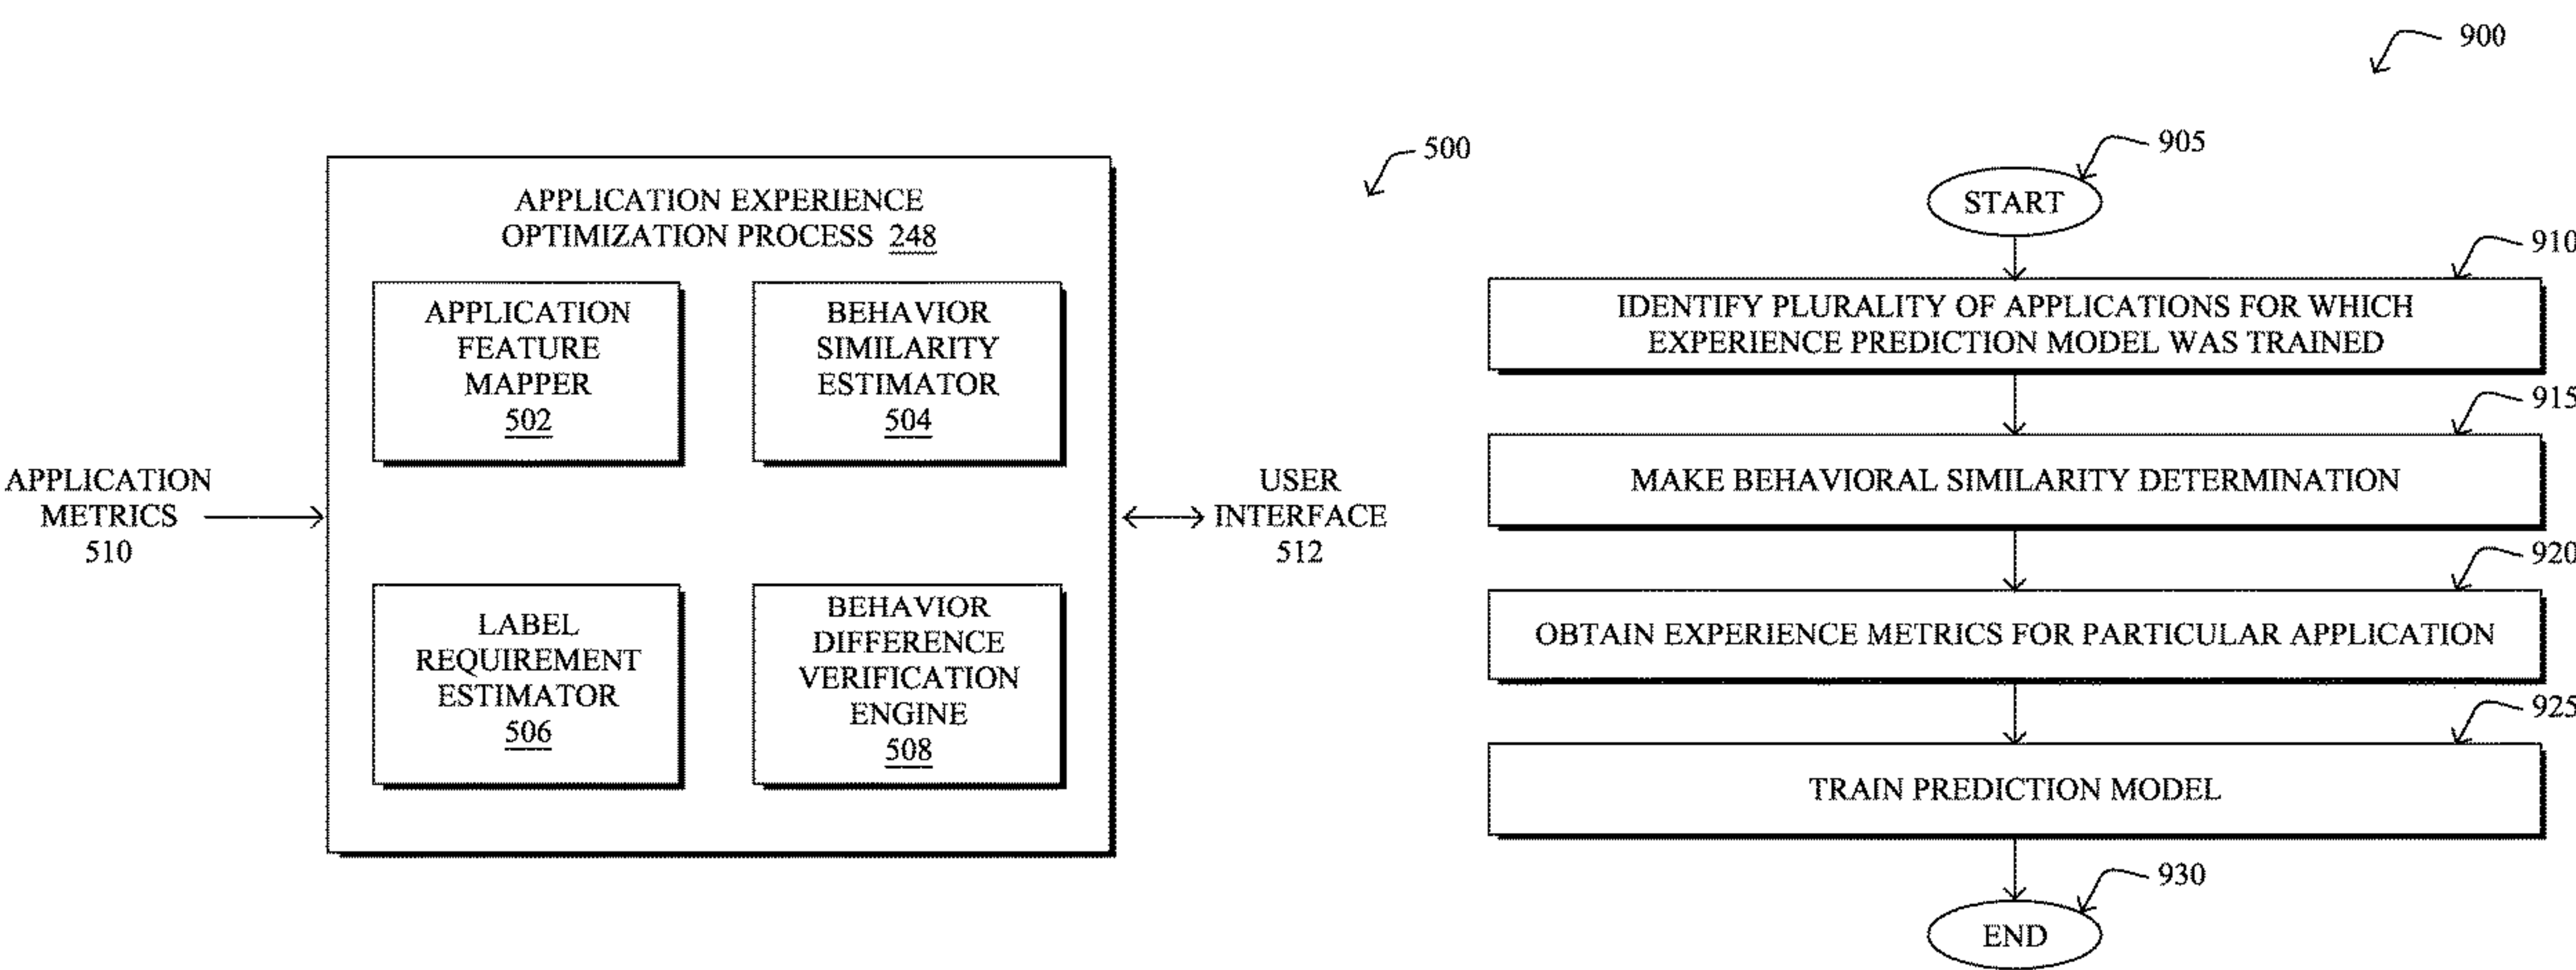 APPLICATION
METRICS
510
APPLICATION EXPERIENCE
OPTIMIZATION PROCESS 248
APPLICATION
FEATURE
MAPPER
502
BEHAVIOR
SIMILARITY
ESTIMATOR
504
LABEL
REQUIREMENT
ESTIMATOR
506
BEHAVIOR
DIFFERENCE
VERIFICATION
ENGINE
508
USER
INTERFACE
512
500
900
905
START
910
IDENTIFY PLURALITY OF APPLICATIONS FOR WHICH
EXPERIENCE PREDICTION MODEL WAS TRAINED
915
MAKE BEHAVIORAL SIMILARITY DETERMINATION
920
OBTAIN EXPERIENCE METRICS FOR PARTICULAR APPLICATION
925
TRAIN PREDICTION MODEL
930
END